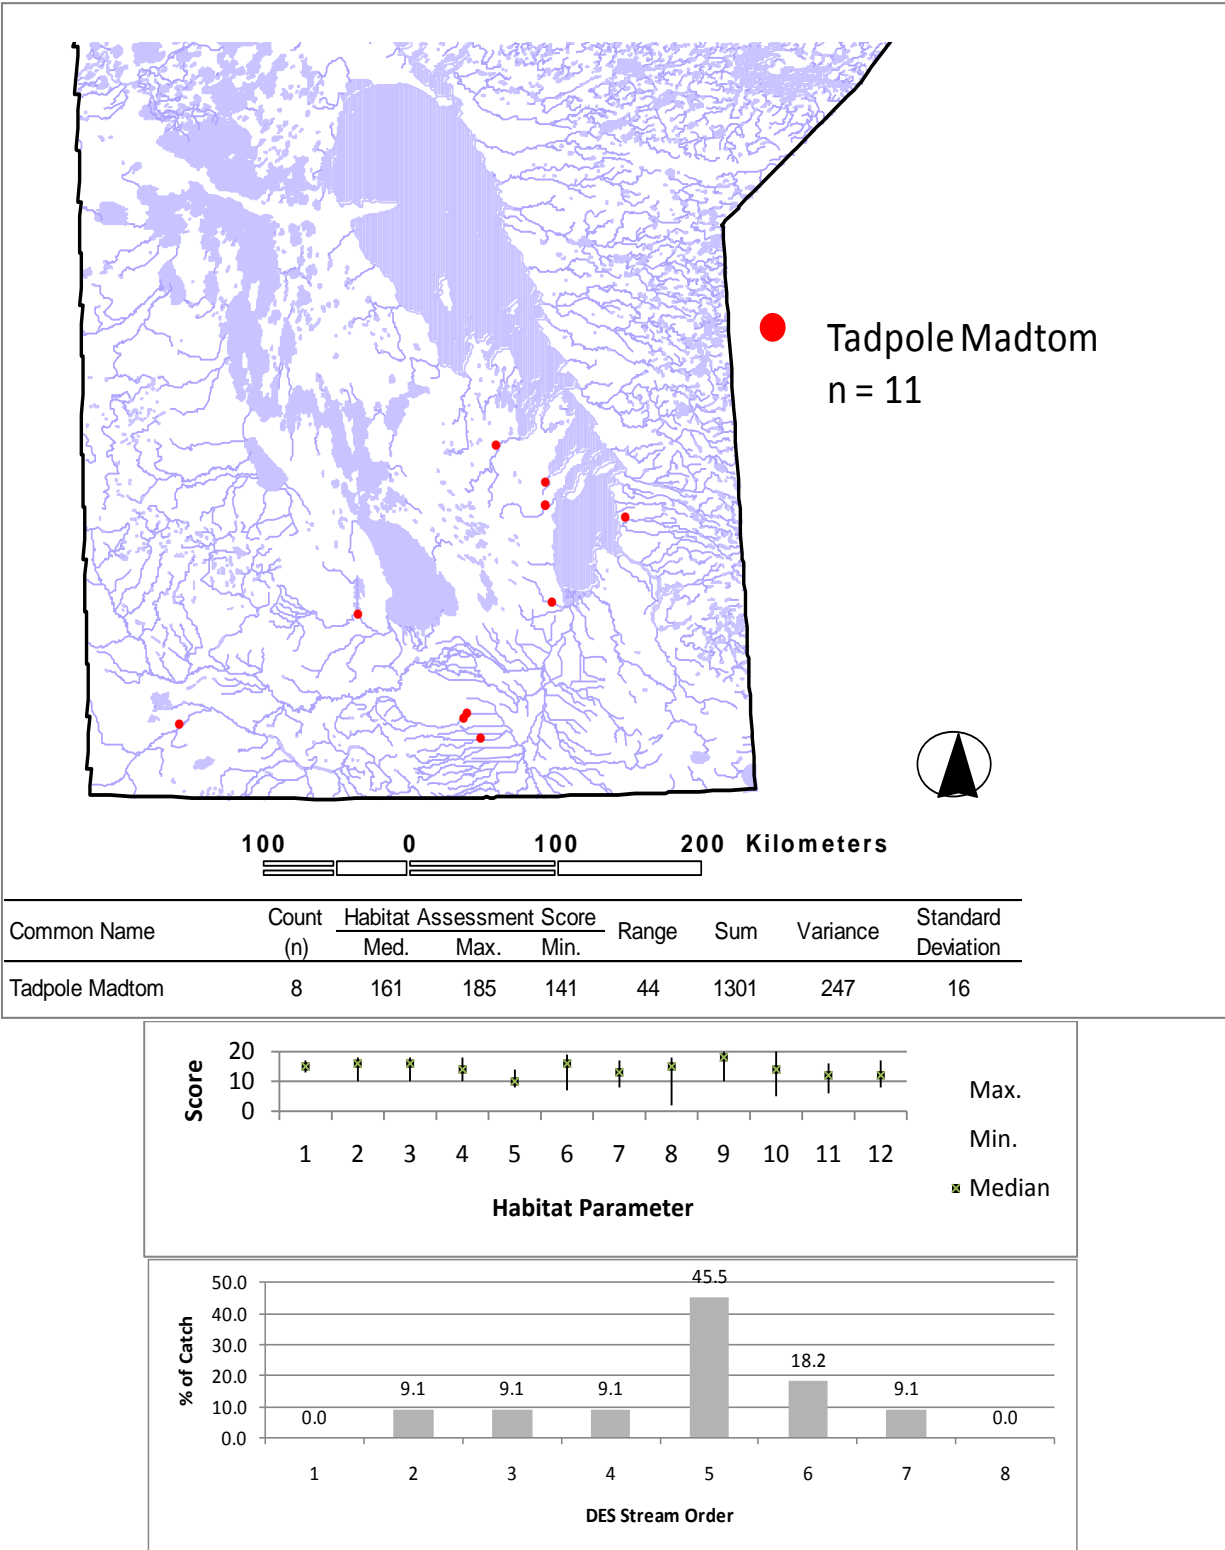 Tadpole Madtom
n = 11
100 0 100 200 Kilometers
Common Name Count (n) Habitat Assessment Score Med. Max. Min. Range Sum Variance Standard Deviation
Tadpole Madtom 8 161 185 141 44 1301 247 16
Score
20
10
0
1 2 3 4 5 6 7 8 9 10 11 12
Habitat Parameter
Max.
Min.
Median
% of Catch
50.0
40.0
30.0
20.0
10.0
0.0
0.0 9.1 9.1 9.1 45.5 18.2 9.1 0.0
1 2 3 4 5 6 7 8
DES Stream Order